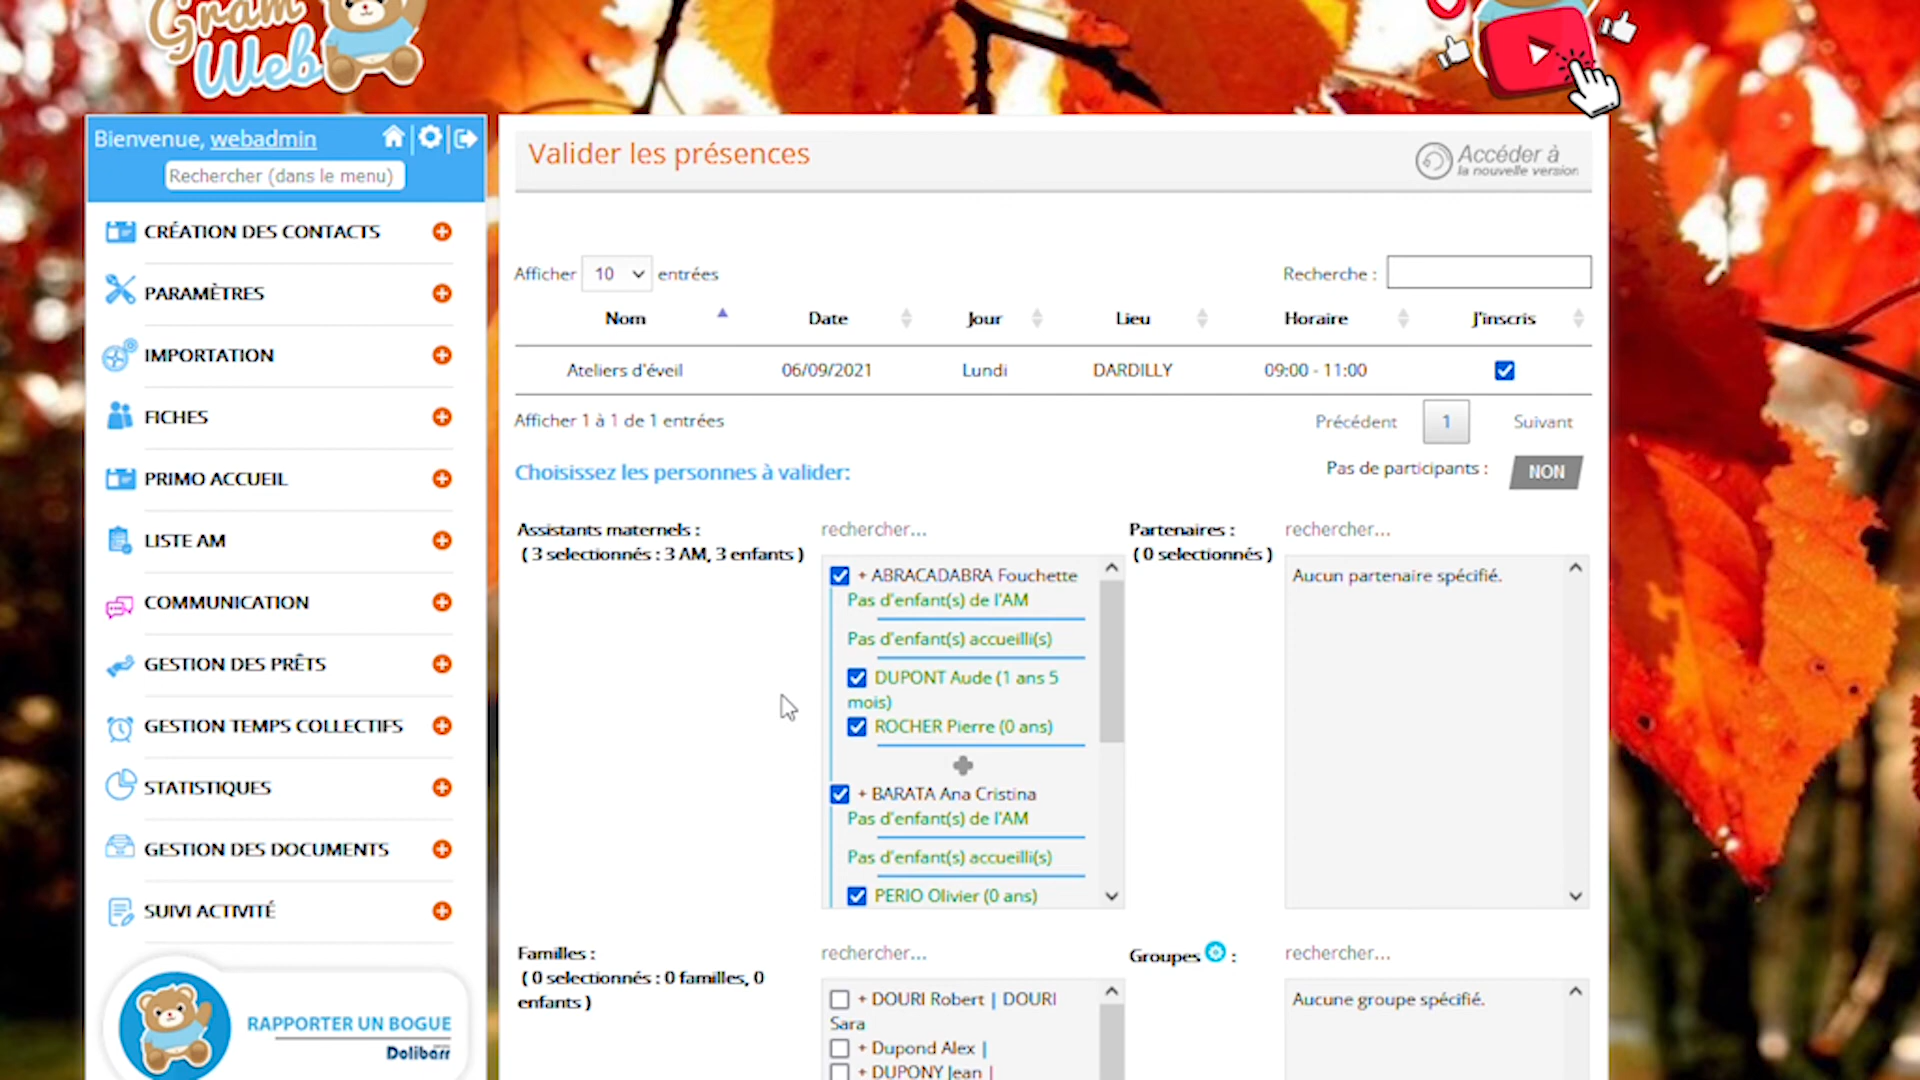 Gram
Web
Bienvenue, webadmin
Rechercher (dans le menu)
CRÉATION DES CONTACTS
PARAMÈTRES
IMPORTATION
FICHES
PRIMO ACCUEIL
LISTE AM
COMMUNICATION
GESTION DES PRÊTS
GESTION TEMPS COLLECTIFS
STATISTIQUES
GESTION DES DOCUMENTS
SUIVI ACTIVITÉ
RAPPORTER UN BOGUE
Dolibarr
Valider les présences
Accéder à
la nouvelle version
Afficher 10 entrées
Recherche :
Nom Date Jour Lieu Horaire J'inscris
Ateliers d'éveil 06/09/2021 Lundi DARDILLY 09:00 - 11:00
Afficher 1 à 1 de 1 entrées
Précédent 1 Suivant
Choisissez les personnes à valider:
Pas de participants : NON
Assistants maternels :
( 3 selectionnés : 3 AM, 3 enfants )
rechercher...
+ ABRACADABRA Fouchette
Pas d'enfant(s) de l'AM
Pas d'enfant(s) accueilli(s)
DUPONT Aude (1 ans 5
mois)
ROCHER Pierre (0 ans)
+ BARATA Ana Cristina
Pas d'enfant(s) de l'AM
Pas d'enfant(s) accueilli(s)
PERIO Olivier (0 ans)
Partenaires :
( 0 selectionnés )
rechercher...
Aucun partenaire spécifié.
Familles :
( 0 selectionnés : 0 familles, 0
enfants )
rechercher...
+ DOURI Robert | DOURI
Sara
+ Dupond Alex |
+ DUPONY Jean |
Groupes :
rechercher...
Aucune groupe spécifié.